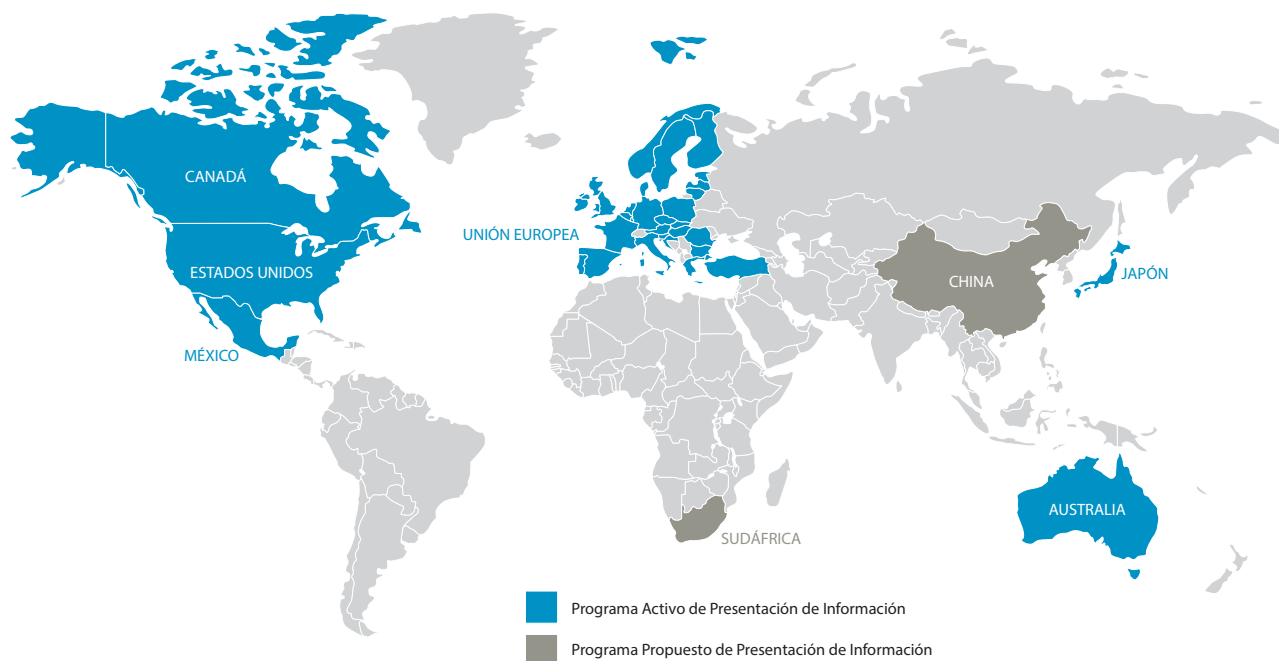 CANADÁ
UNIÓN EUROPEA
ESTADOS UNIDOS
CHINA
JAPÓN
MÉXICO
AUSTRALIA
SUDÁFRICA
Programa Activo de Presentación de Información
Programa Propuesto de Presentación de Información